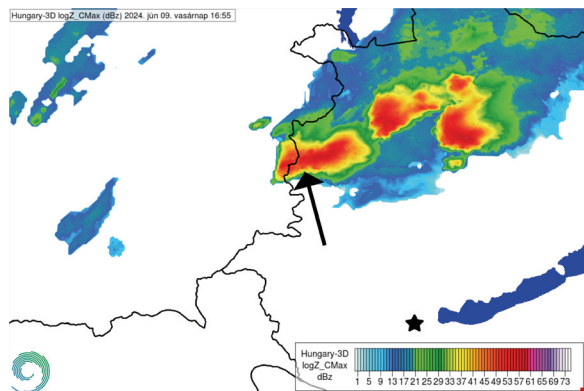 Hungary-3D logZ_CMax (dBz) 2024. jún 09. vasárnap 16:55
Hungary-3D
logZ_CMax
dBz
1 5 9 13 17 21 25 29 33 37 41 45 49 53 57 61 65 69 73